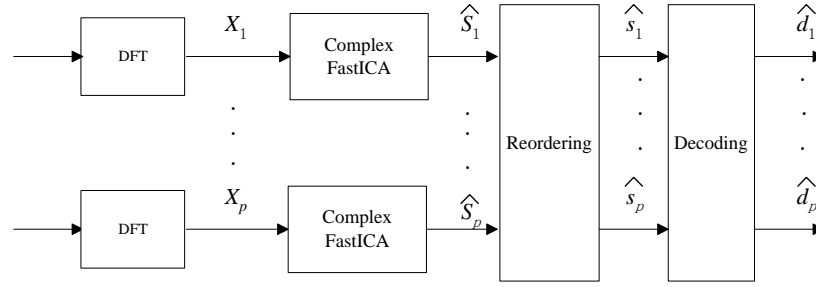 DFT
X₁
Complex
FastICA
Ŝ₁
Reordering
ŝ₁
Decoding
d̂₁
DFT
Xₚ
Complex
FastICA
Ŝₚ
ŝₚ
d̂ₚ